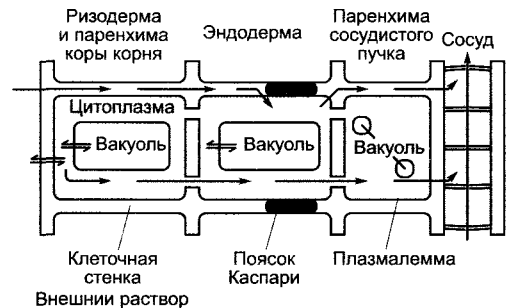 Ризодерма
и паренхима
коры корня
Эндодерма
Паренхима
сосудистого
пучка
Сосуд
Цитоплазма
Вакуоль
Вакуоль
Вакуоль
Клеточная
стенка
Внешнии раствор
Поясок
Каспари
Плазмалемма